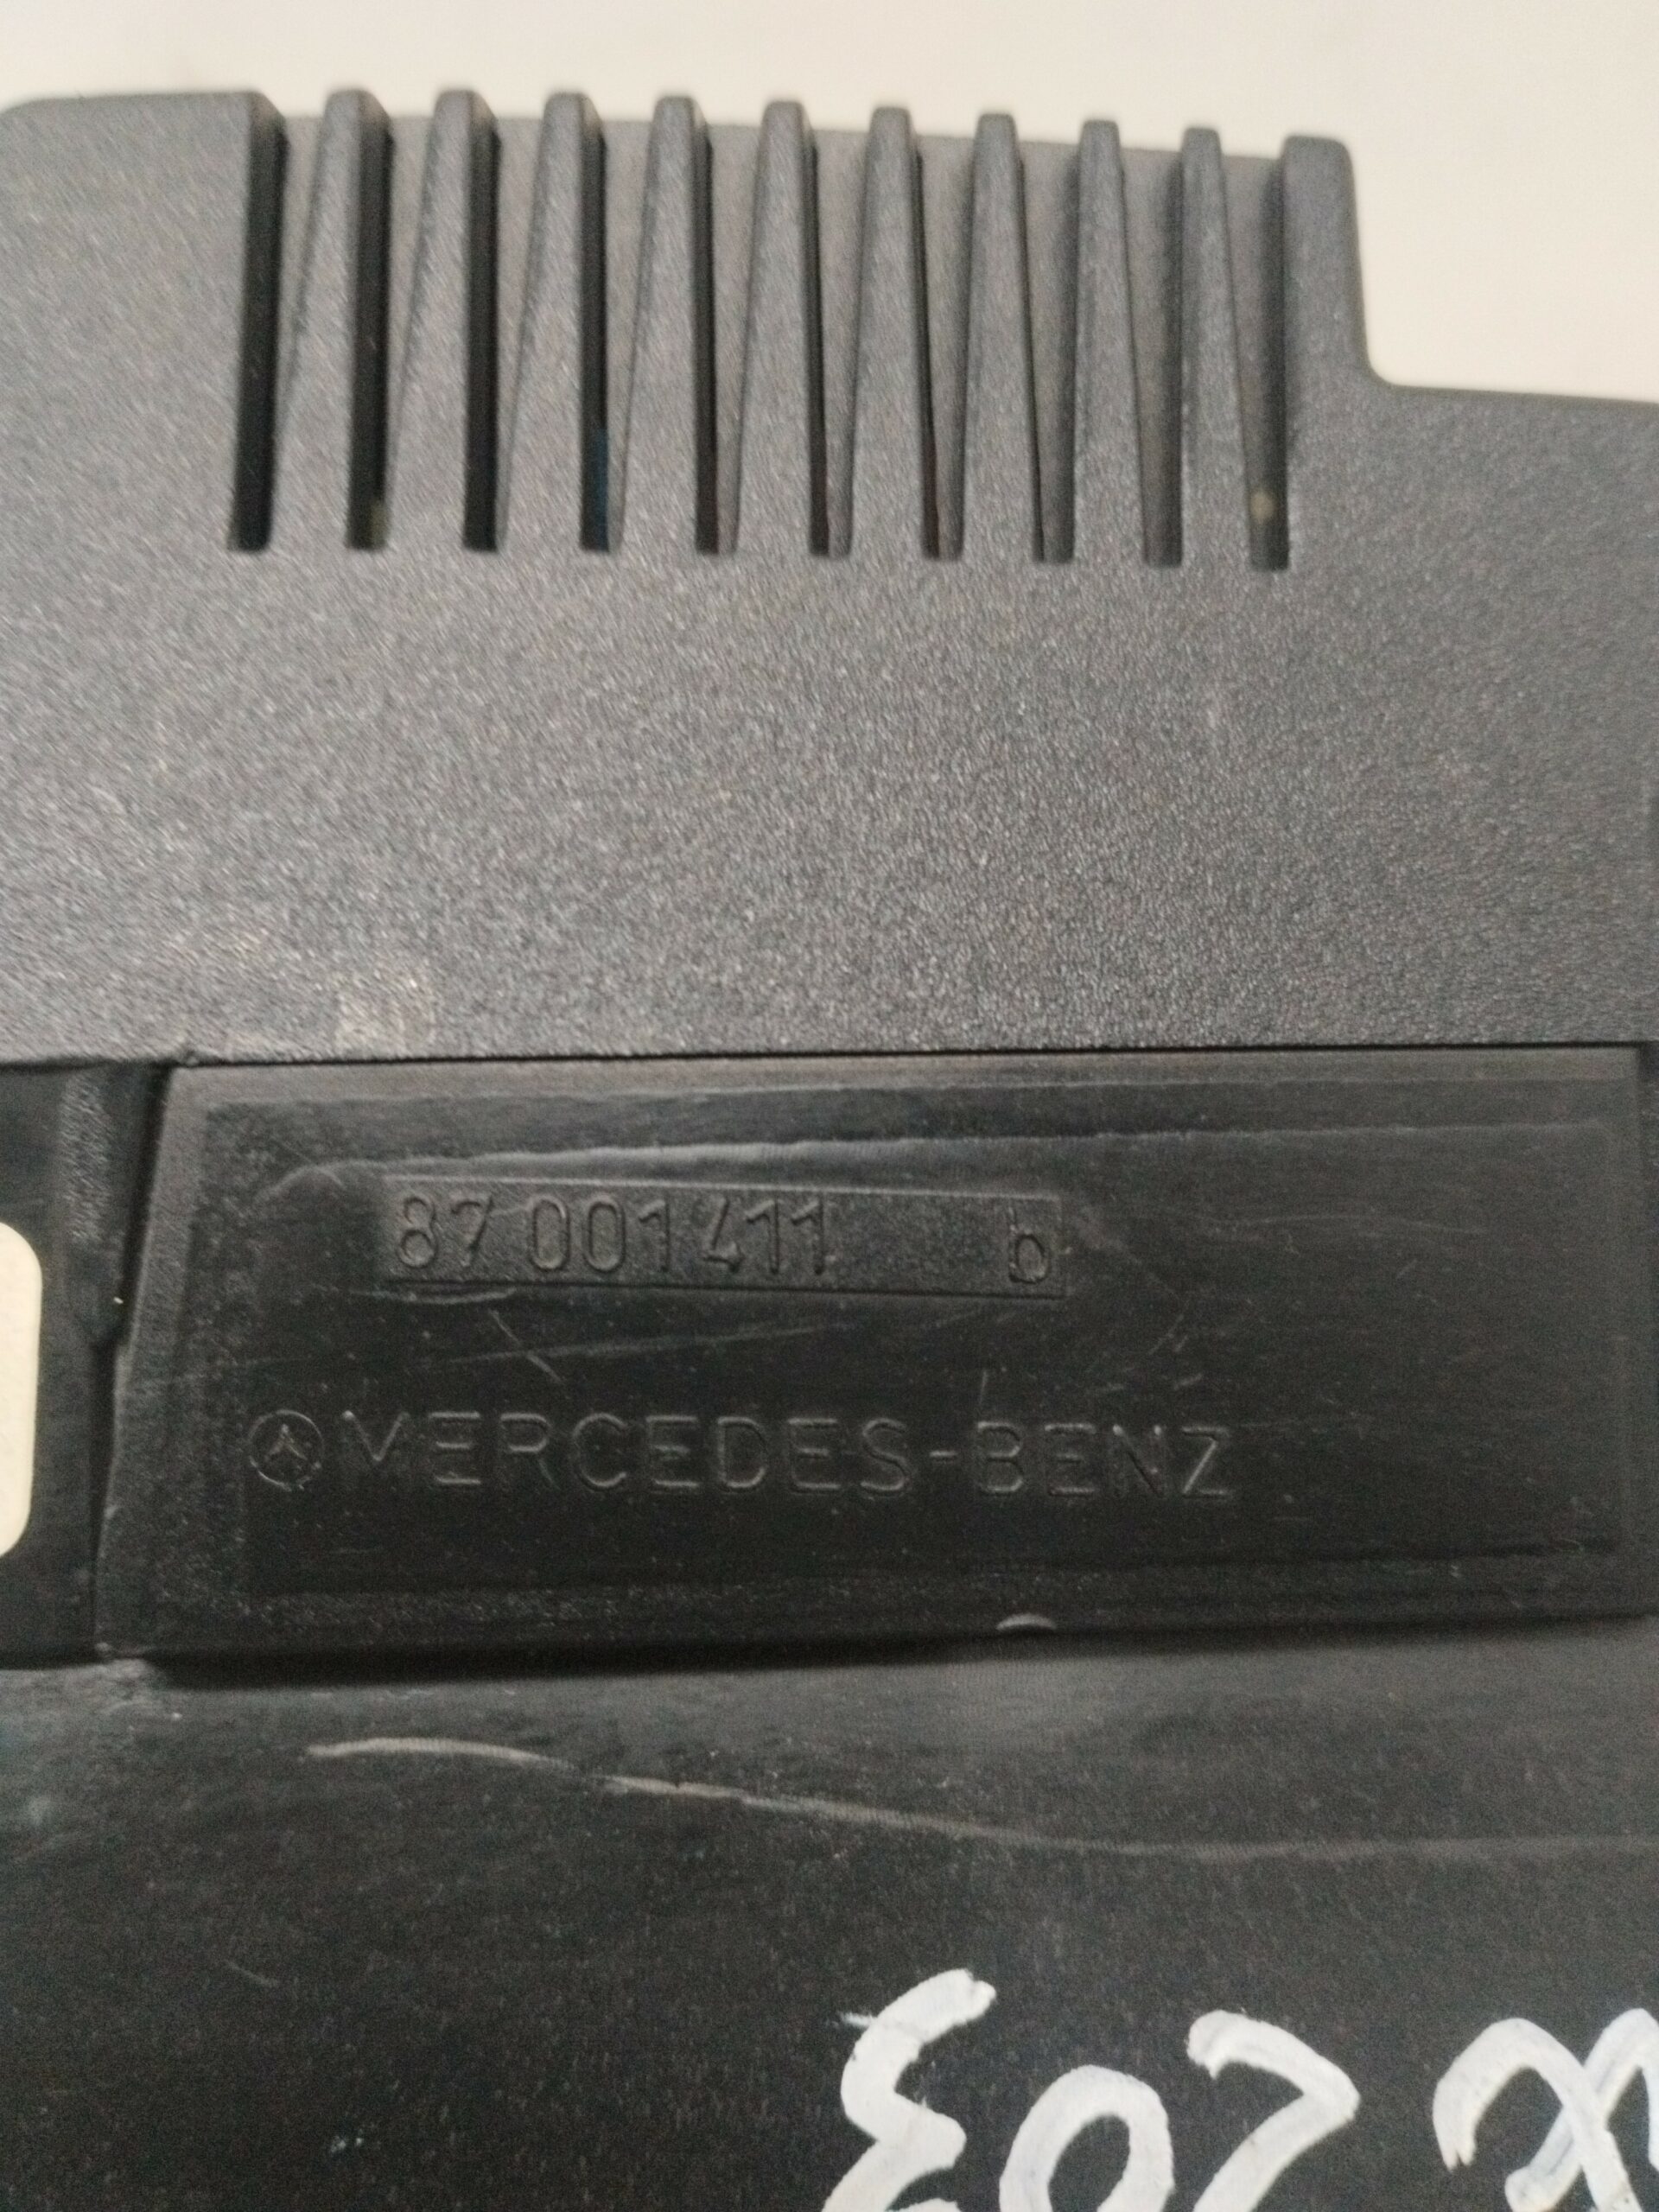 87 001411 b
MERCEDES-BENZ